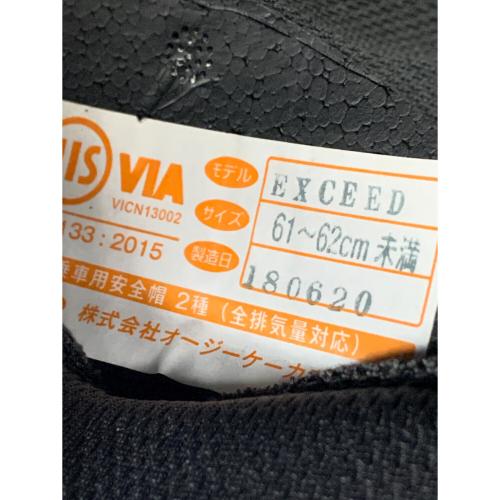 JIS VIA
VICN13002
133:2015
モデル EXCEED
サイズ 61～62cm 未満
製造日 180620
乗車用安全帽 2種(全排気量対応)
株式会社オージーケーカ